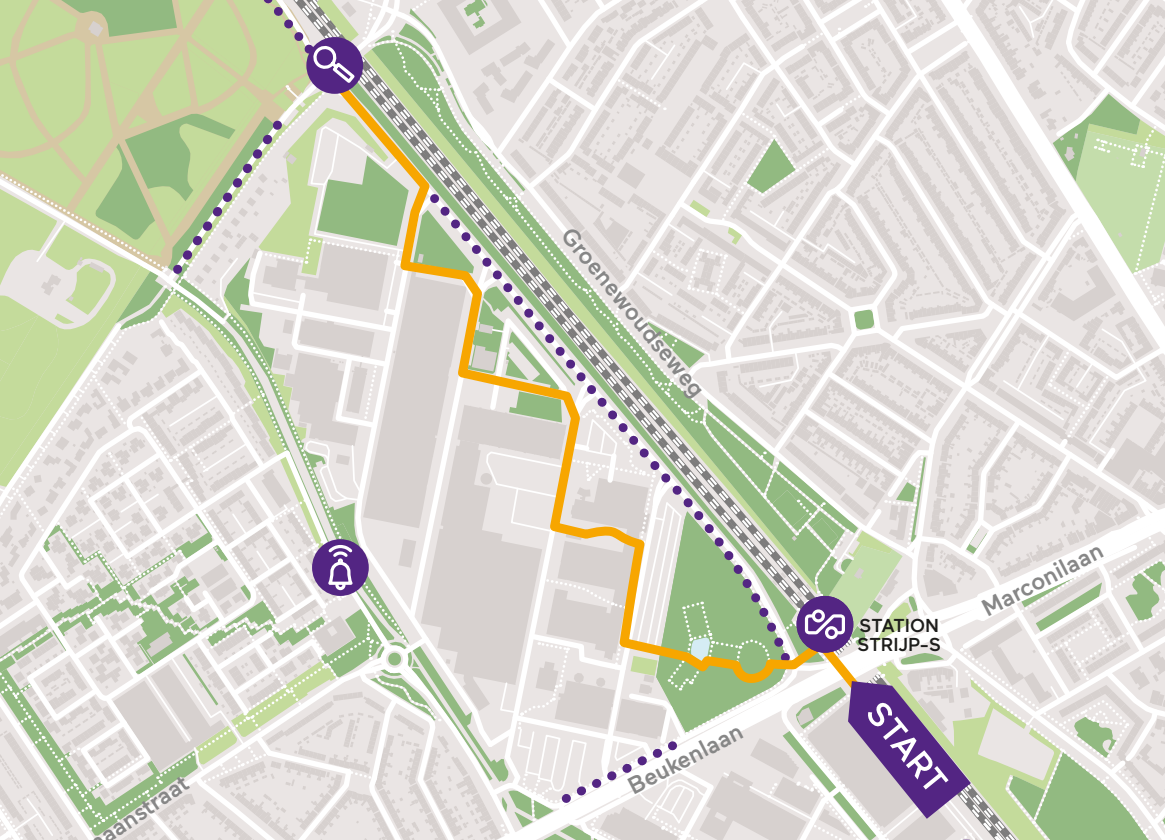 Groenewoudseweg
Marconilaan
STATION
STRIJP-S
START
Beukenlaan